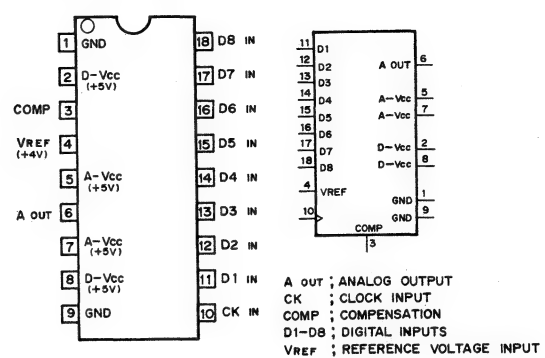 1 GND 18 D8 IN
2 D-Vcc (+5V) 17 D7 IN
COMP 3 16 D6 IN
VREF (+4V) 4 15 D5 IN
5 A-Vcc (+5V) 14 D4 IN
A OUT 6 13 D3 IN
7 A-Vcc (+5V) 12 D2 IN
8 D-Vcc (+5V) 11 D1 IN
9 GND 10 CK IN
11 D1
12 D2
13 D3
14 D4
15 D5
16 D6
17 D7
18 D8
4 VREF
10
A OUT 6
A-Vcc 5
A-Vcc 7
D-Vcc 2
D-Vcc 8
GND 1
GND 9
COMP
3
A OUT ; ANALOG OUTPUT
CK ; CLOCK INPUT
COMP ; COMPENSATION
D1-D8 ; DIGITAL INPUTS
VREF ; REFERENCE VOLTAGE INPUT